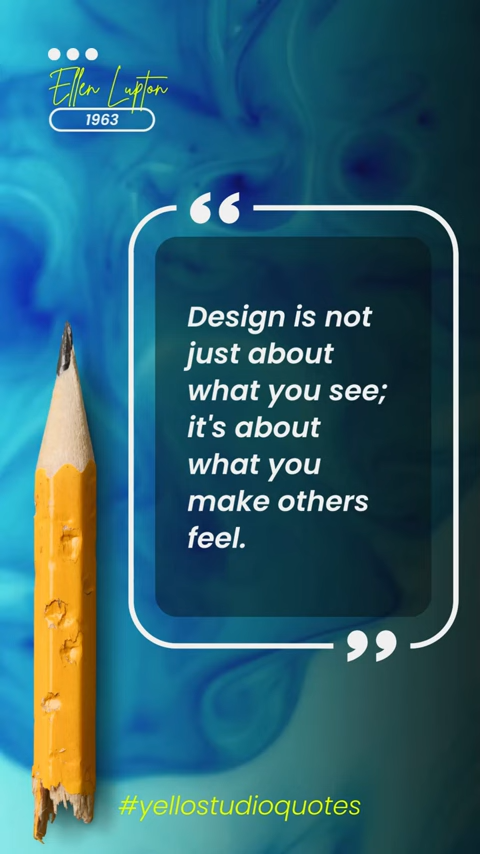 Ellen Lupton
1963
“
Design is not
just about
what you see;
it's about
what you
make others
feel.
”
#yellostudioquotes